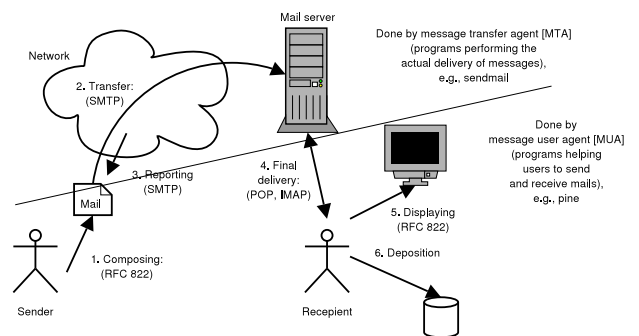 Mail server
Network
Done by message transfer agent [MTA]
(programs performing the
actual delivery of messages),
e.g., sendmail
2. Transfer:
(SMTP)
Done by
message user agent [MUA]
(programs helping
users to send
and receive mails),
e.g., pine
3. Reporting
(SMTP)
4. Final
delivery:
(POP, IMAP)
Mail
5. Displaying
(RFC 822)
1. Composing:
(RFC 822)
6. Deposition
Sender
Recepient